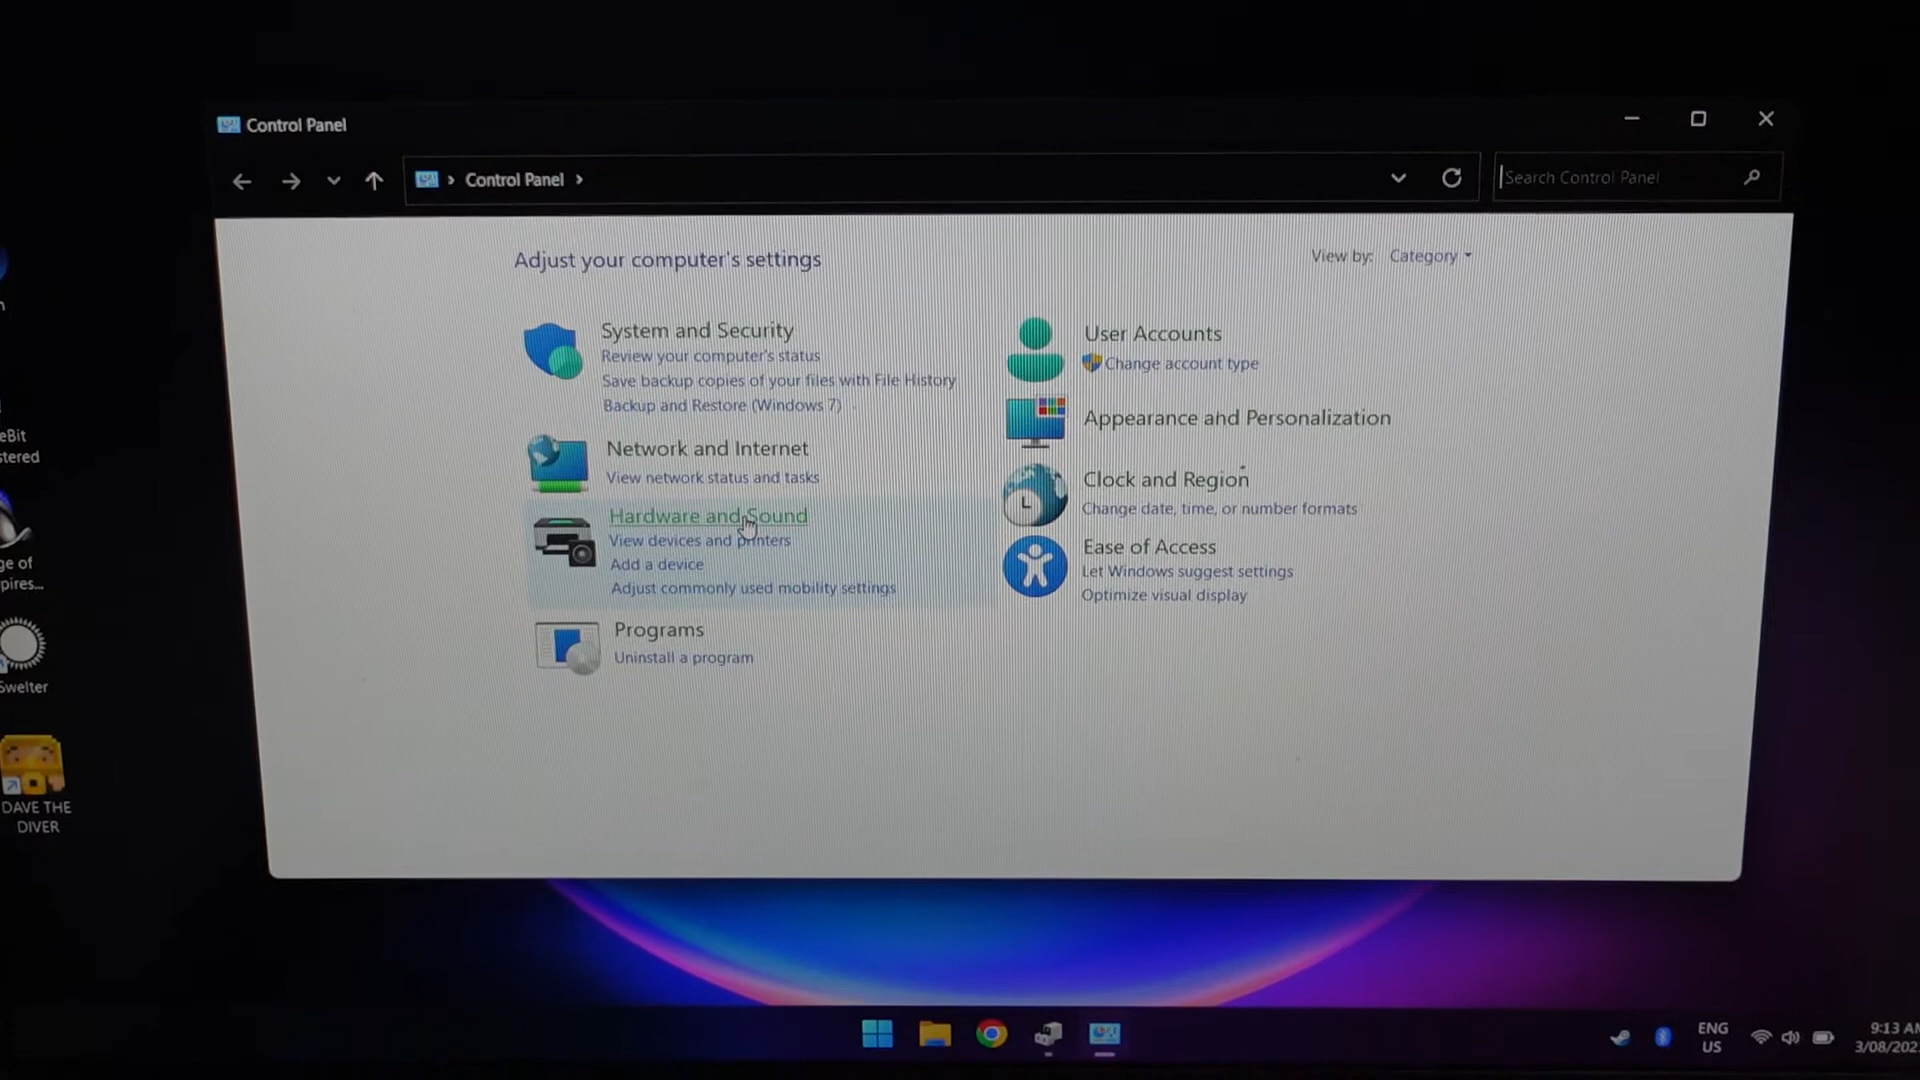 Control Panel
Control Panel
Search Control Panel
Adjust your computer's settings
View by: Category
System and Security
Review your computer's status
Save backup copies of your files with File History
Backup and Restore (Windows 7)
Network and Internet
View network status and tasks
Hardware and Sound
View devices and printers
Add a device
Adjust commonly used mobility settings
Programs
Uninstall a program
User Accounts
Change account type
Appearance and Personalization
Clock and Region
Change date, time, or number formats
Ease of Access
Let Windows suggest settings
Optimize visual display
eBit
stered
ge of
pires...
Swelter
DAVE THE
DIVER
ENG
US
9:13 AM
3/08/202